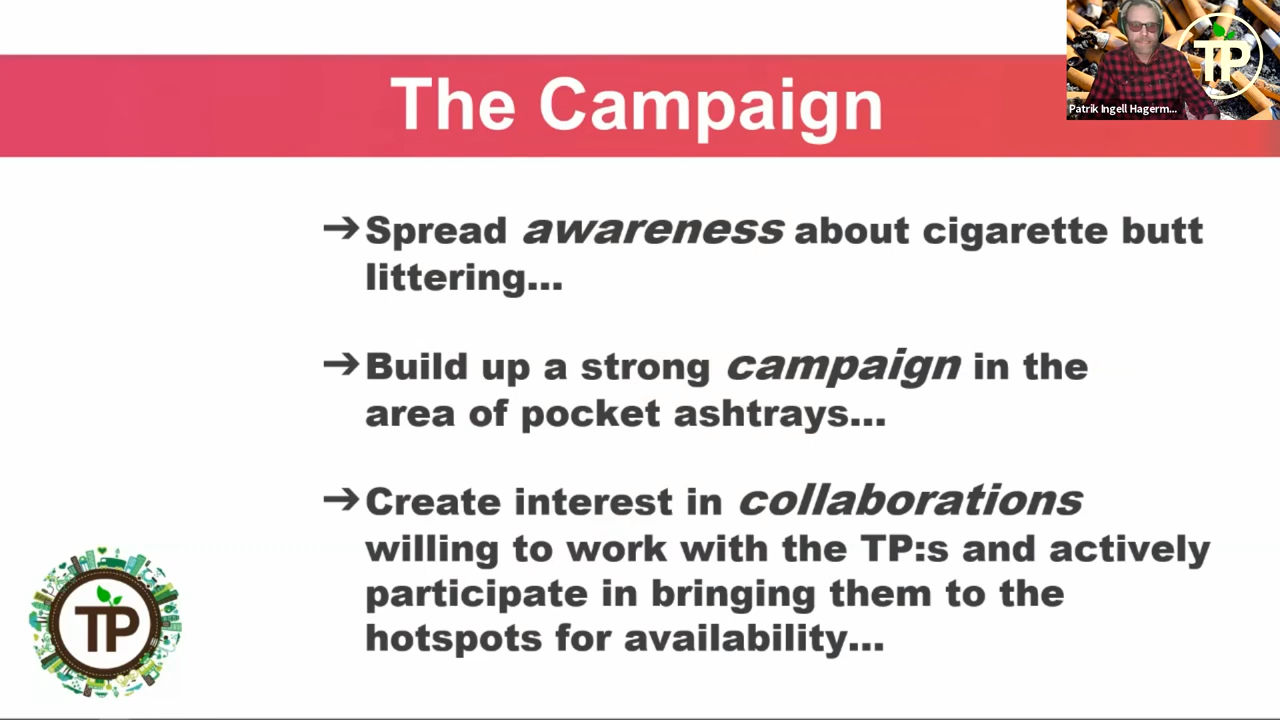 The Campaign
TP
Patrik Ingell Hagerm...
➔Spread awareness about cigarette butt
littering...
➔Build up a strong campaign in the
area of pocket ashtrays...
➔Create interest in collaborations
willing to work with the TP:s and actively
participate in bringing them to the
hotspots for availability...
TP